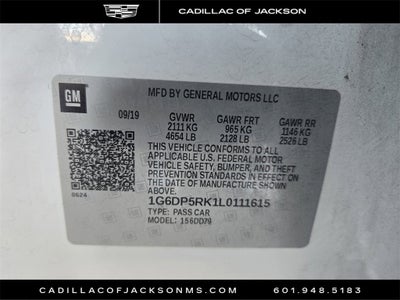 CADILLAC OF JACKSON
GM
MFD BY GENERAL MOTORS LLC
09/19
GVWR
GAWR FRT
GAWR RR
2111 KG
965 KG
1146 KG
4654 LB
2128 LB
2526 LB
THIS VEHICLE CONFORMS TO ALL
APPLICABLE U.S. FEDERAL MOTOR
VEHICLE SAFETY, BUMPER, AND THEFT
PREVENTION STANDARDS IN EFFECT ON
THE DATE OF MANUFACTURE SHOWN
ABOVE.
1G6DP5RK1L0111615
TYPE: PASS CAR
MODEL: 156DD79
0624
CADILLACOFJACKSONMS.COM
601.948.5183